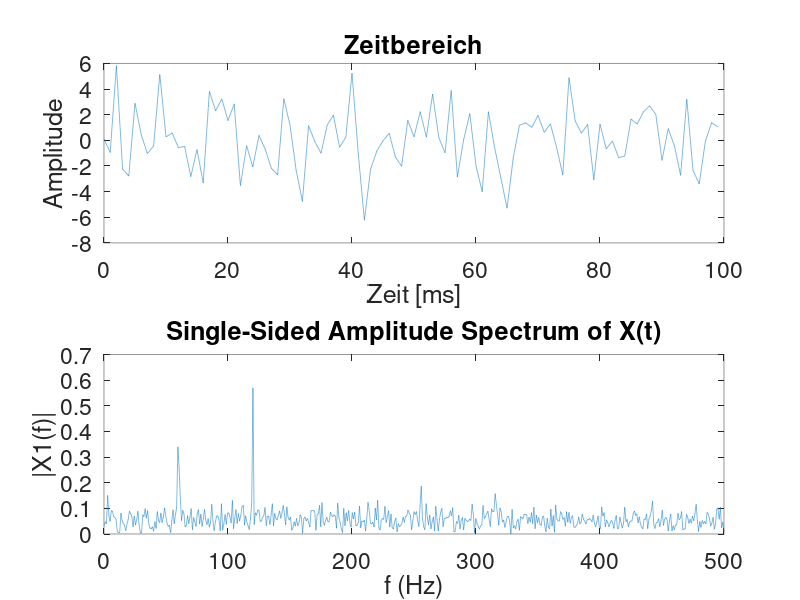 Zeitbereich
Amplitude
6
4
2
0
-2
-4
-6
-8
0 20 40 60 80 100
Zeit [ms]
Single-Sided Amplitude Spectrum of X(t)
|X1(f)|
0.7
0.6
0.5
0.4
0.3
0.2
0.1
0
0 100 200 300 400 500
f (Hz)